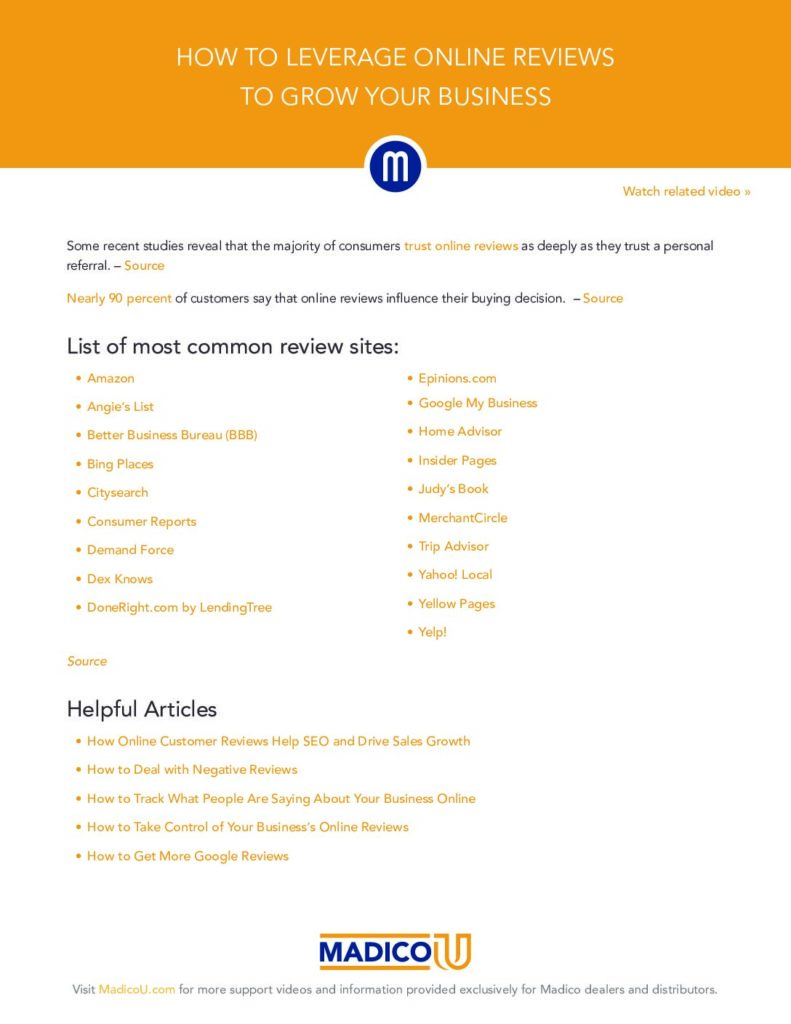 HOW TO LEVERAGE ONLINE REVIEWS
TO GROW YOUR BUSINESS
m
Watch related video »
Some recent studies reveal that the majority of consumers trust online reviews as deeply as they trust a personal
referral. – Source
Nearly 90 percent of customers say that online reviews influence their buying decision. – Source
List of most common review sites:
• Amazon
• Angie's List
• Better Business Bureau (BBB)
• Bing Places
• Citysearch
• Consumer Reports
• Demand Force
• Dex Knows
• DoneRight.com by LendingTree
• Epinions.com
• Google My Business
• Home Advisor
• Insider Pages
• Judy's Book
• MerchantCircle
• Trip Advisor
• Yahoo! Local
• Yellow Pages
• Yelp!
Source
Helpful Articles
• How Online Customer Reviews Help SEO and Drive Sales Growth
• How to Deal with Negative Reviews
• How to Track What People Are Saying About Your Business Online
• How to Take Control of Your Business's Online Reviews
• How to Get More Google Reviews
MADICO U
Visit MadicoU.com for more support videos and information provided exclusively for Madico dealers and distributors.